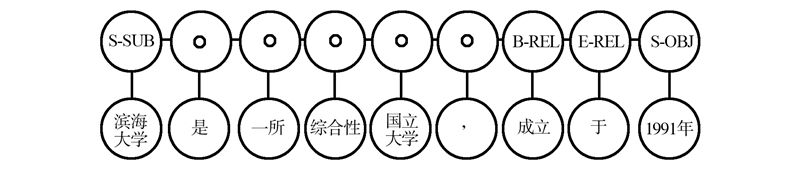 S-SUB O O O O O B-REL E-REL S-OBJ
滨海大学 是 一所 综合性 国立大学 , 成立 于 1991年